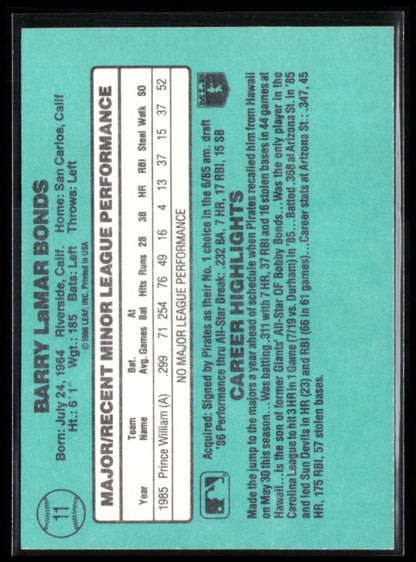 11
BARRY LaMAR BONDS
Born: July 24, 1964 Riverside, Calif. Home: San Carlos, Calif
Ht.: 6' 1" Wgt.: 185 Bats: Left Throws: Left
© 1986 LEAF, INC. Printed in USA
MAJOR/RECENT MINOR LEAGUE PERFORMANCE
Team Bat. At
Year Name Avg. Games Bat Hits Runs 2B 3B HR RBI Steal Walk SO
1985 Prince William (A) .299 71 254 76 49 16 4 13 37 15 37 52
NO MAJOR LEAGUE PERFORMANCE
Acquired: Signed by Pirates as their No. 1 choice in the 6/85 am. draft
'86 Performance thru All-Star Break: .232 BA, 7 HR, 17 RBI, 15 SB
MLB
CAREER HIGHLIGHTS
Made the jump to the majors a year ahead of schedule when Pirates recalled him from Hawaii
on May 30 this season...Was batting .311 with 7 HR, 37 RBI and 16 stolen bases in 44 games at
Hawaii...Is the son of former Giants' All-Star OF Bobby Bonds...Was the only player in the
Carolina League to hit 3 HR in 1 Game (7/19 vs. Durham) in '85...Batted .368 at Arizona St. in '85
and led Sun Devils in HR (23) and RBI (66 in 61 games)...Career stats at Arizona St.: .347, 45
HR, 175 RBI, 57 stolen bases.